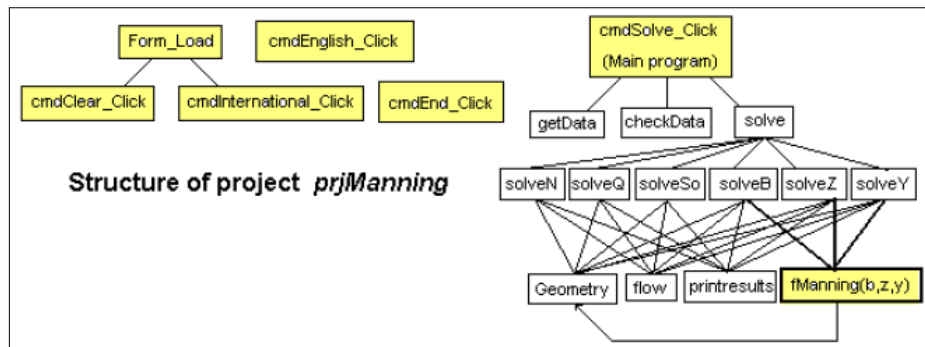 Form_Load
cmdEnglish_Click
cmdSolve_Click
(Main program)
cmdClear_Click
cmdInternational_Click
cmdEnd_Click
getData
checkData
solve
Structure of project prjManning
solveN
solveQ
solveSo
solveB
solveZ
solveY
Geometry
flow
printresults
fManning(b,z,y)